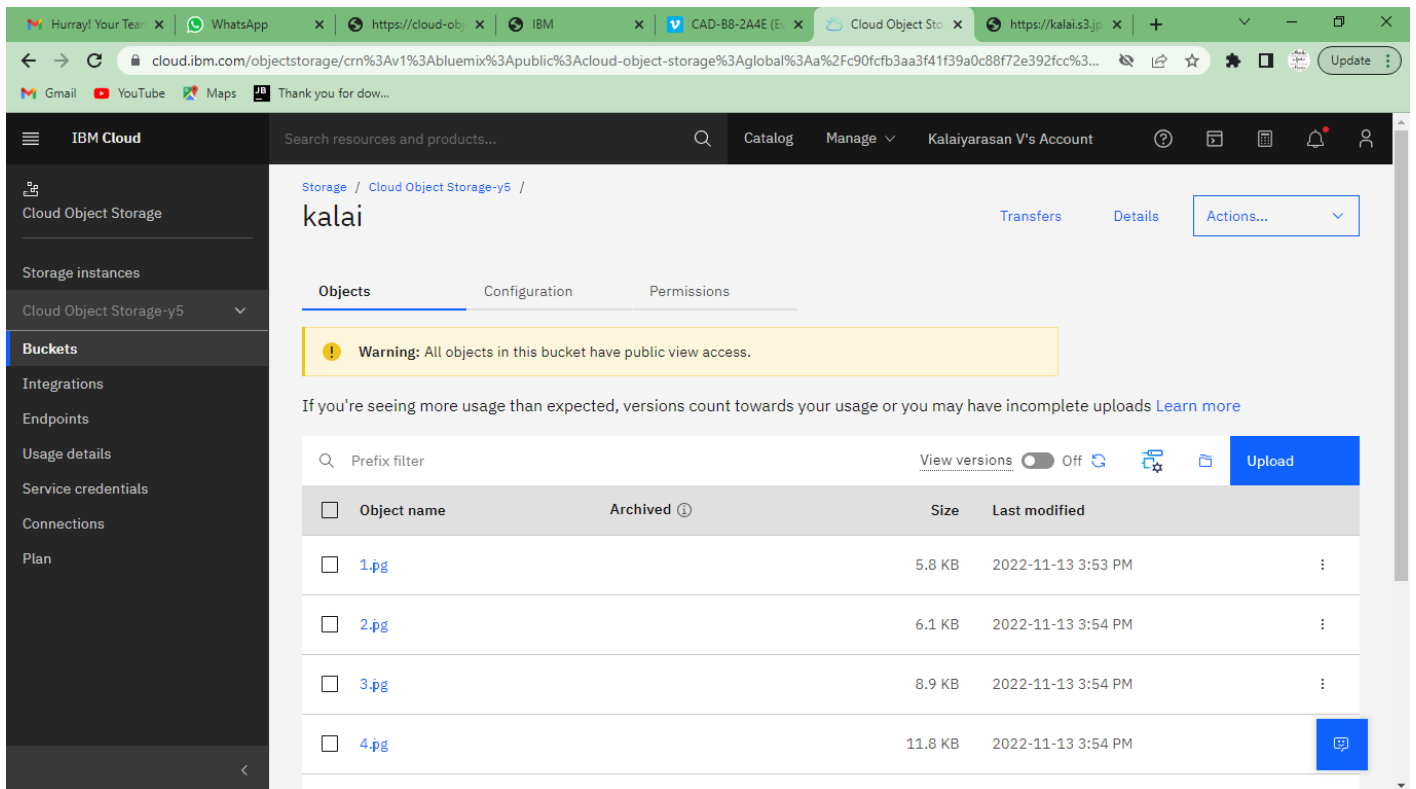 Hurray! Your Tear
WhatsApp
https://cloud-obj
IBM
CAD-B8-2A4E (Ev
Cloud Object Sto
https://kalai.s3.jp
cloud.ibm.com/objectstorage/crn%3Av1%3Abluemix%3Apublic%3Acloud-object-storage%3Aglobal%3Aa%2Fc90fcfb3aa3f41f39a0c88f72e392fcc%3...
Update
Gmail
YouTube
Maps
Thank you for dow...
IBM Cloud
Search resources and products...
Catalog
Manage
Kalaiyarasan V's Account
Cloud Object Storage
Storage instances
Cloud Object Storage-y5
Buckets
Integrations
Endpoints
Usage details
Service credentials
Connections
Plan
Storage / Cloud Object Storage-y5 /
kalai
Transfers
Details
Actions...
Objects
Configuration
Permissions
Warning: All objects in this bucket have public view access.
If you're seeing more usage than expected, versions count towards your usage or you may have incomplete uploads Learn more
Prefix filter
View versions
Off
Upload
Object name
Archived
Size
Last modified
1.jpg 5.8 KB 2022-11-13 3:53 PM
2.jpg 6.1 KB 2022-11-13 3:54 PM
3.jpg 8.9 KB 2022-11-13 3:54 PM
4.jpg 11.8 KB 2022-11-13 3:54 PM